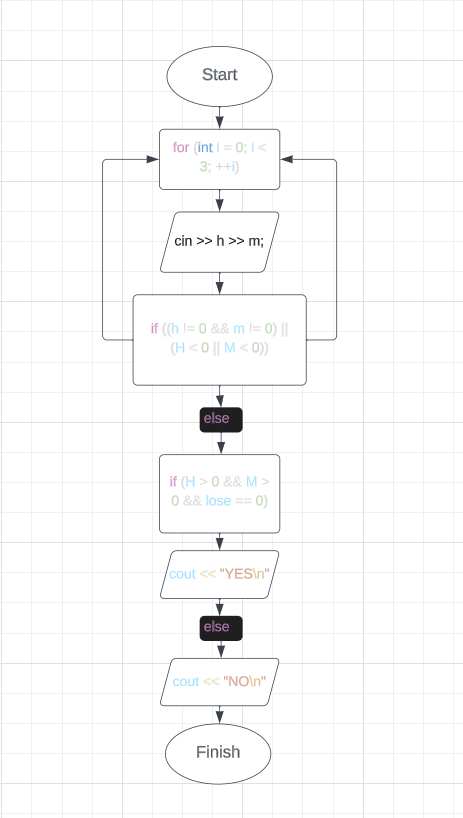 Start
for (int i = 0; i <
3; ++i)
cin >> h >> m;
if ((h != 0 && m != 0) ||
(H < 0 || M < 0))
else
if (H > 0 && M >
0 && lose == 0)
cout << "YES\n"
else
cout << "NO\n"
Finish